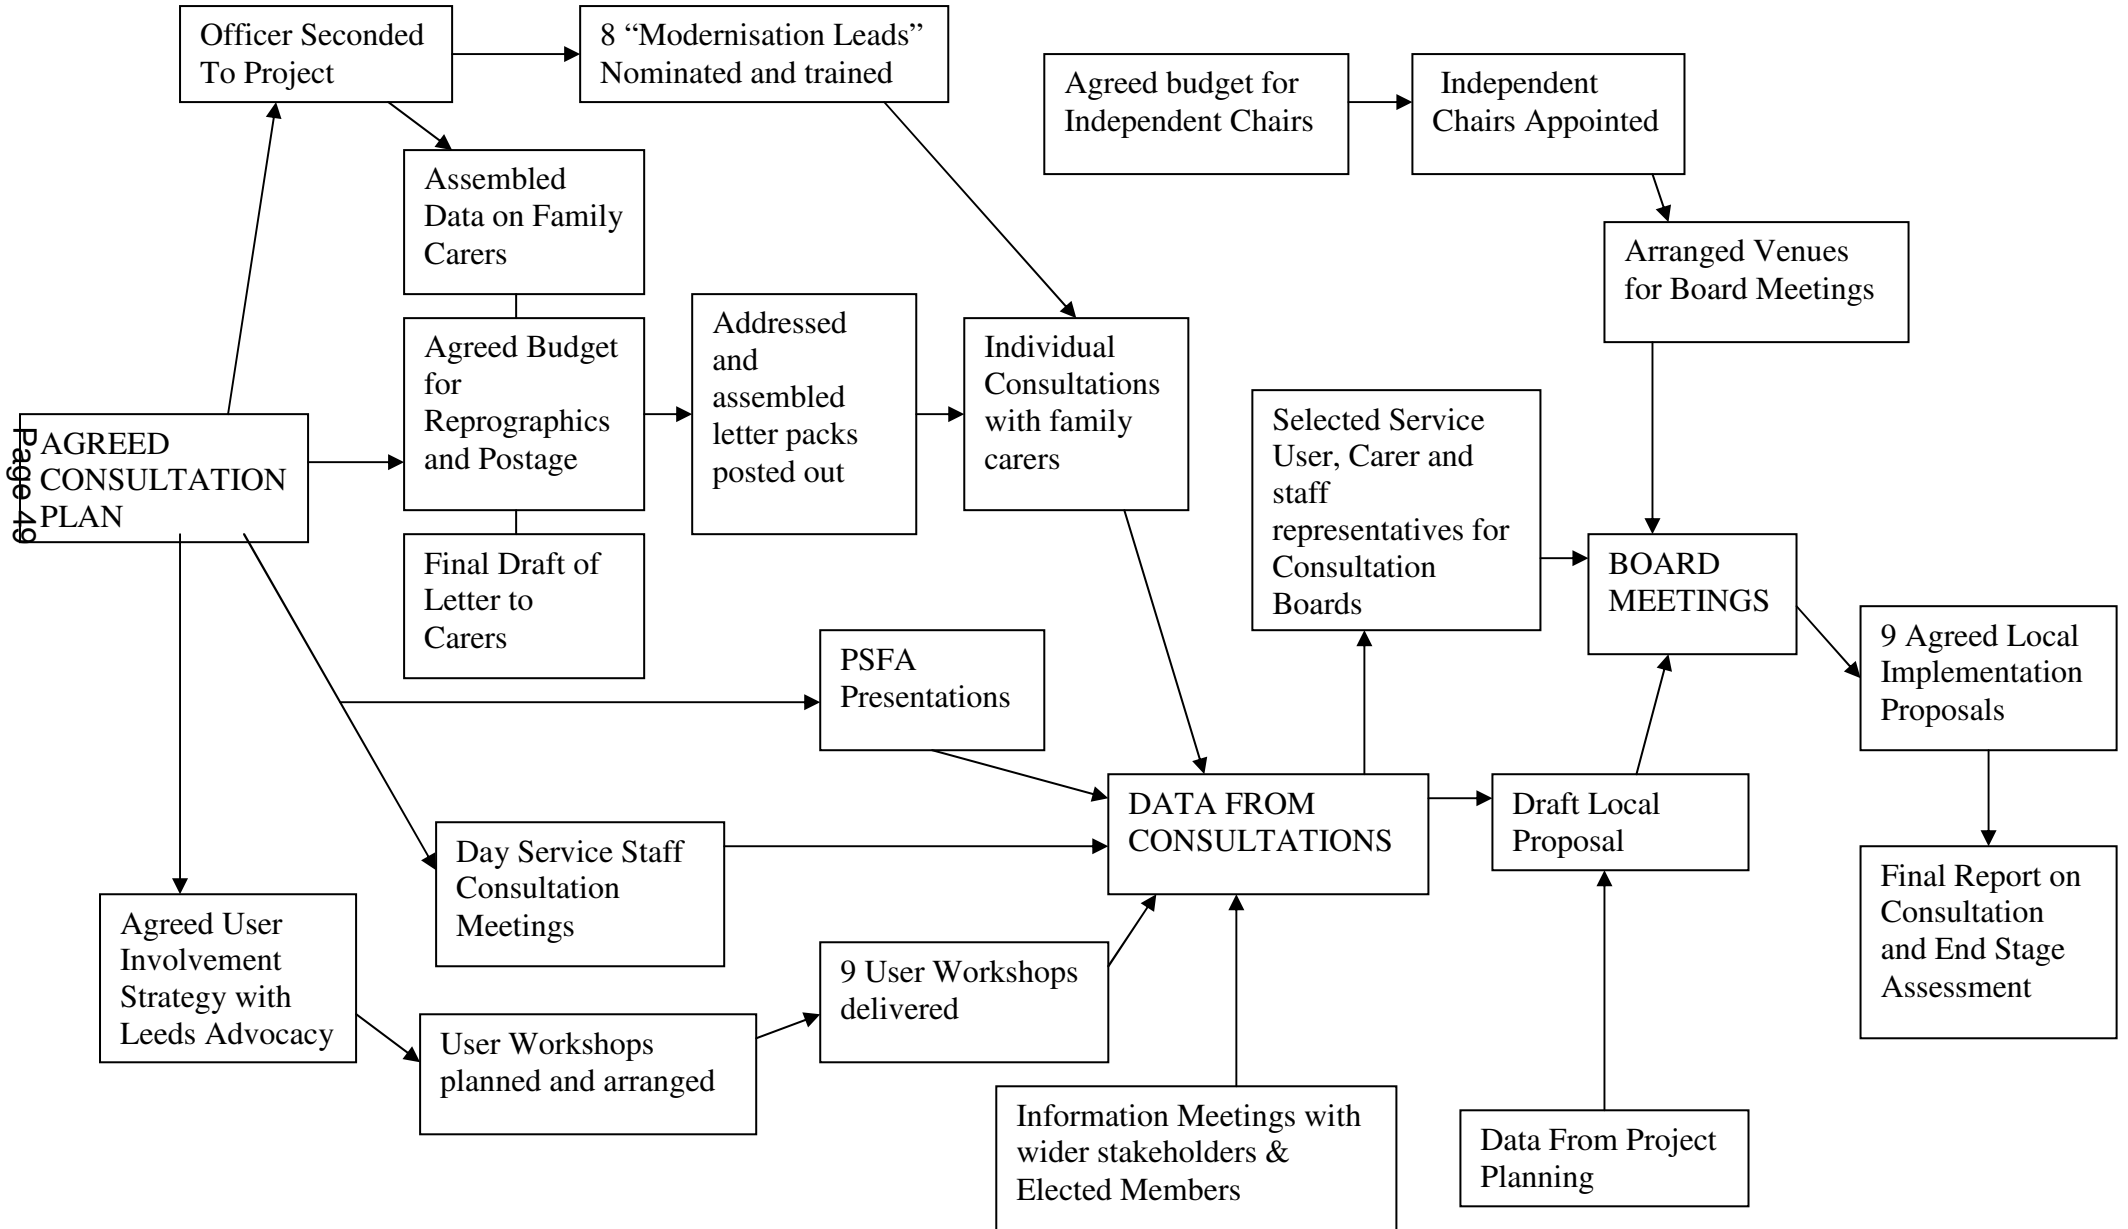 Officer Seconded
To Project
8 “Modernisation Leads”
Nominated and trained
Agreed budget for
Independent Chairs
Independent
Chairs Appointed
Assembled
Data on Family
Carers
Arranged Venues
for Board Meetings
Agreed Budget
for
Reprographics
and Postage
Addressed
and
assembled
letter packs
posted out
Individual
Consultations
with family
carers
Selected Service
User, Carer and
staff
representatives for
Consultation
Boards
AGREED
CONSULTATION
PLAN
Page 49
Final Draft of
Letter to
Carers
BOARD
MEETINGS
PSFA
Presentations
9 Agreed Local
Implementation
Proposals
DATA FROM
CONSULTATIONS
Draft Local
Proposal
Day Service Staff
Consultation
Meetings
Final Report on
Consultation
and End Stage
Assessment
Agreed User
Involvement
Strategy with
Leeds Advocacy
9 User Workshops
delivered
User Workshops
planned and arranged
Information Meetings with
wider stakeholders &
Elected Members
Data From Project
Planning